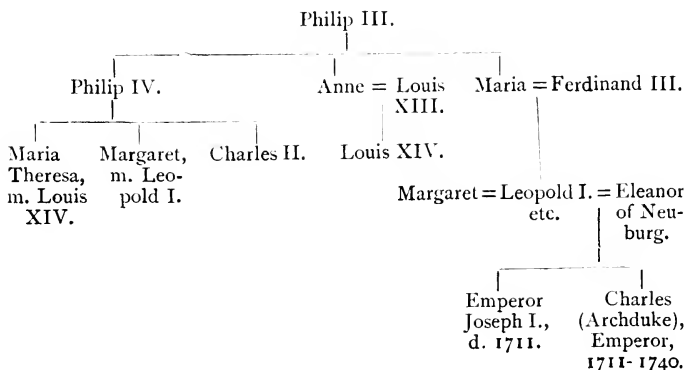 Philip III.
Philip IV.
Anne = Louis XIII.
Maria = Ferdinand III.
Maria Theresa, m. Louis XIV.
Margaret, m. Leo-
pold I.
Charles II.
Louis XIV.
Margaret = Leopold I. = Eleanor
etc.
of Neu-
burg.
Emperor
Joseph I.,
d. 1711.
Charles
(Archduke),
Emperor,
1711-1740.